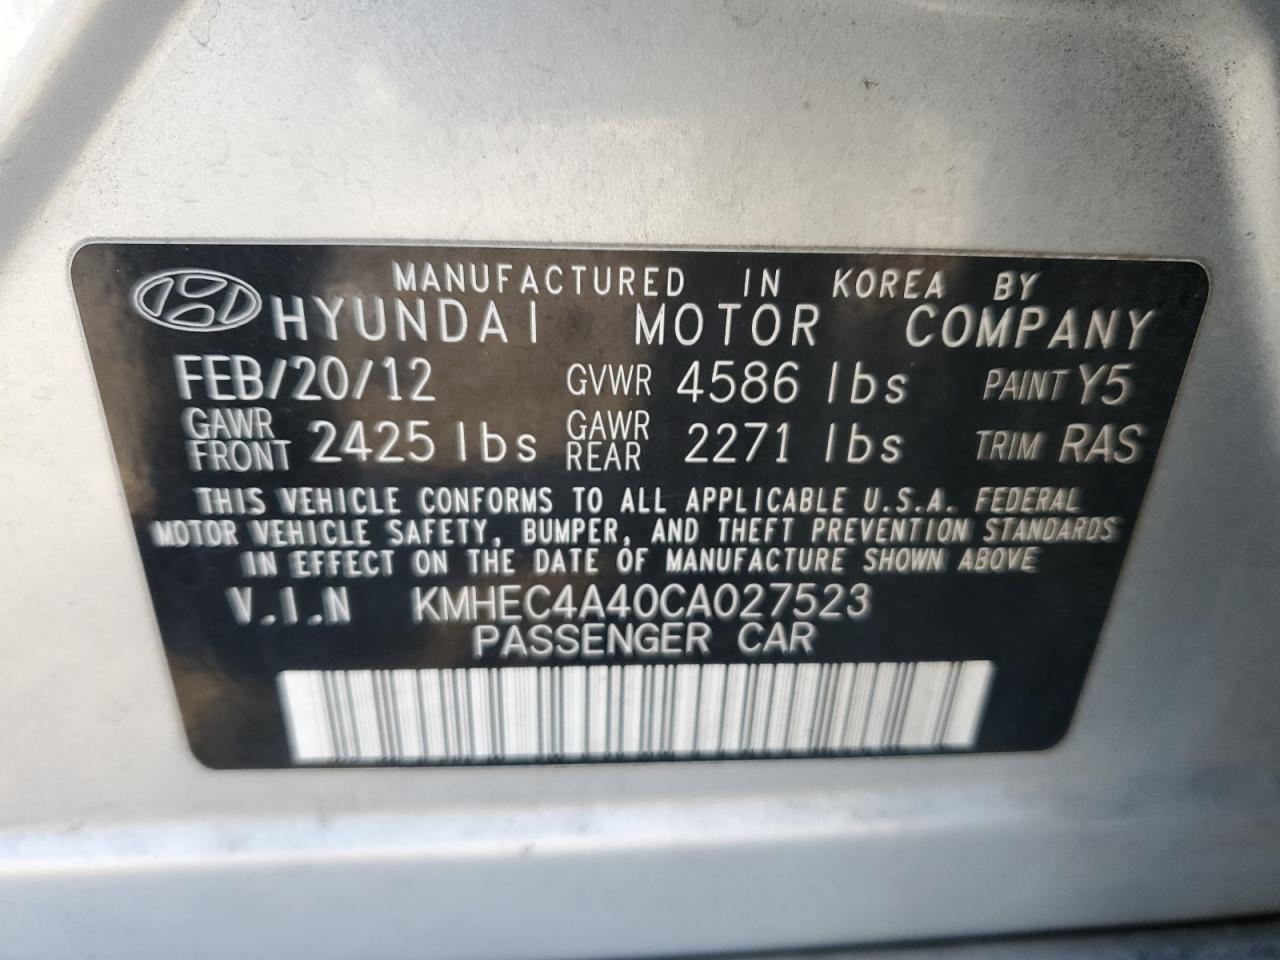 MANUFACTURED IN KOREA BY
HYUNDAI MOTOR COMPANY
FEB/20/12 GVWR 4586 lbs PAINT Y5
GAWR FRONT 2425 lbs GAWR REAR 2271 lbs TRIM RAS
THIS VEHICLE CONFORMS TO ALL APPLICABLE U.S.A. FEDERAL
MOTOR VEHICLE SAFETY, BUMPER, AND THEFT PREVENTION STANDARDS
IN EFFECT ON THE DATE OF MANUFACTURE SHOWN ABOVE
V.I.N KMHEC4A40CA027523
PASSENGER CAR